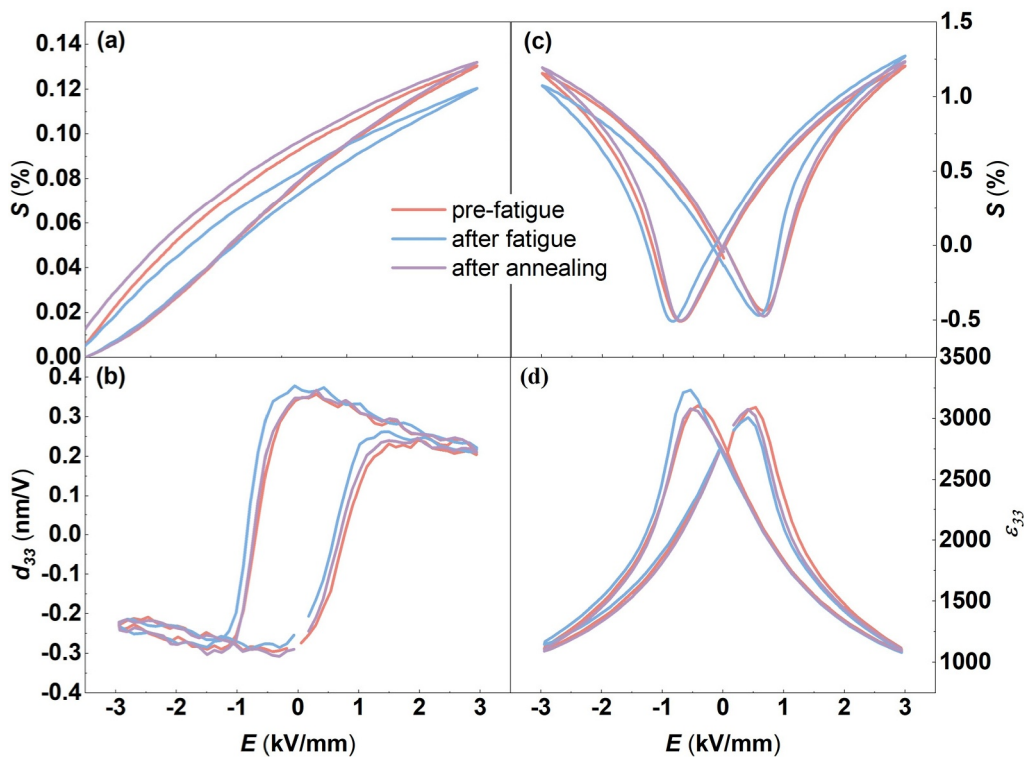 (a)
0.14
0.12
0.10
0.08
0.06
0.04
0.02
0.00
S (%)
(c)
1.5
1.0
0.5
0.0
-0.5
S (%)
pre-fatigue
after fatigue
after annealing
(b)
0.4
0.3
0.2
0.1
0.0
-0.1
-0.2
-0.3
-0.4
d33 (nm/V)
-3 -2 -1 0 1 2 3
E (kV/mm)
(d)
3500
3000
2500
2000
1500
1000
ε33
-3 -2 -1 0 1 2 3
E (kV/mm)